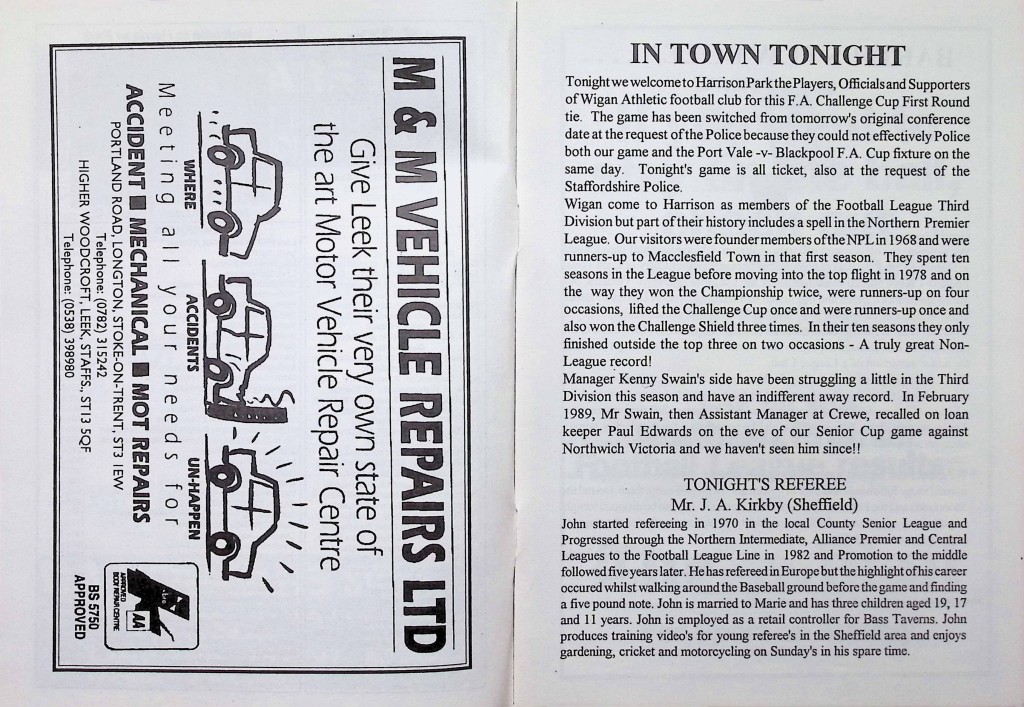 M & M VEHICLE REPAIRS LTD
Give Leek their very own state of
the art Motor Vehicle Repair Centre
WHERE
ACCIDENTS
UN-HAPPEN
Meeting all your needs for
ACCIDENT ■ MECHANICAL ■ MOT REPAIRS
PORTLAND ROAD, LONGTON, STOKE-ON-TRENT, ST3 1EW
Telephone: (0782) 315242
HIGHER WOODCROFT, LEEK, STAFFS., ST13 5QF
Telephone: (0538) 398980
AA
APPROVED
BODY REPAIR CENTRE
BS 5750
APPROVED
IN TOWN TONIGHT
Tonight we welcome to Harrison Park the Players, Officials and Supporters
of Wigan Athletic football club for this F.A. Challenge Cup First Round
tie. The game has been switched from tomorrow's original conference
date at the request of the Police because they could not effectively Police
both our game and the Port Vale -v- Blackpool F.A. Cup fixture on the
same day. Tonight's game is all ticket, also at the request of the
Staffordshire Police.
Wigan come to Harrison as members of the Football League Third
Division but part of their history includes a spell in the Northern Premier
League. Our visitors were founder members of the NPL in 1968 and were
runners-up to Macclesfield Town in that first season. They spent ten
seasons in the League before moving into the top flight in 1978 and on
the way they won the Championship twice, were runners-up on four
occasions, lifted the Challenge Cup once and were runners-up once and
also won the Challenge Shield three times. In their ten seasons they only
finished outside the top three on two occasions - A truly great Non-
League record!
Manager Kenny Swain's side have been struggling a little in the Third
Division this season and have an indifferent away record. In February
1989, Mr Swain, then Assistant Manager at Crewe, recalled on loan
keeper Paul Edwards on the eve of our Senior Cup game against
Northwich Victoria and we haven't seen him since!!
TONIGHT'S REFEREE
Mr. J. A. Kirkby (Sheffield)
John started refereeing in 1970 in the local County Senior League and
Progressed through the Northern Intermediate, Alliance Premier and Central
Leagues to the Football League Line in 1982 and Promotion to the middle
followed five years later. He has refereed in Europe but the highlight of his career
occured whilst walking around the Baseball ground before the game and finding
a five pound note. John is married to Marie and has three children aged 19, 17
and 11 years. John is employed as a retail controller for Bass Taverns. John
produces training video's for young referee's in the Sheffield area and enjoys
gardening, cricket and motorcycling on Sunday's in his spare time.